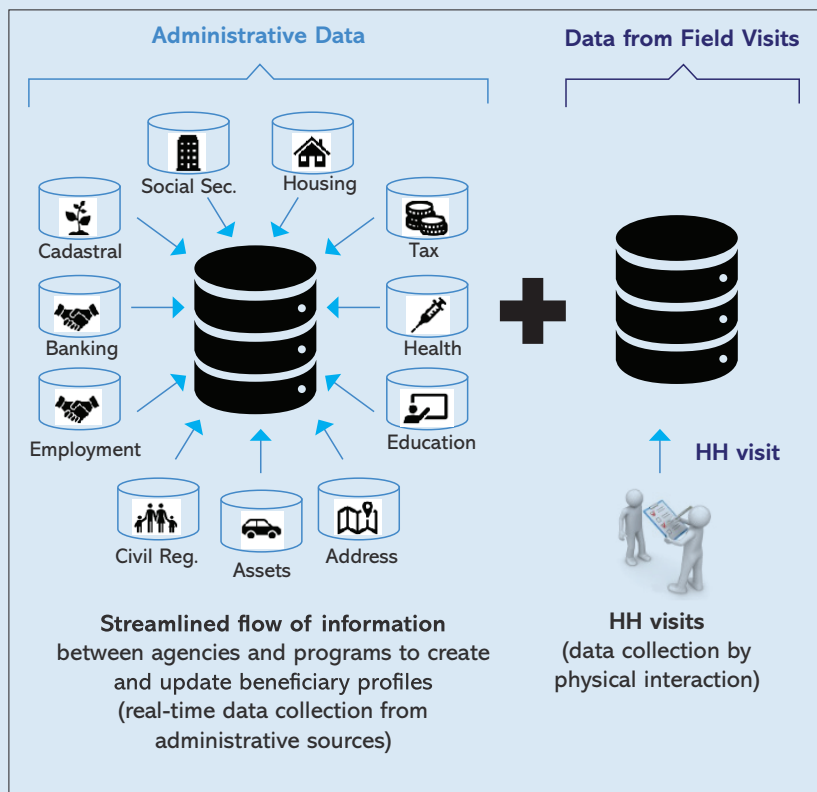 Administrative Data
Data from Field Visits
Social Sec.
Housing
Cadastral
Tax
Banking
Health
Employment
Education
Civil Reg.
Assets
Address
HH visit
Streamlined flow of information
between agencies and programs to create
and update beneficiary profiles
(real-time data collection from
administrative sources)
HH visits
(data collection by
physical interaction)